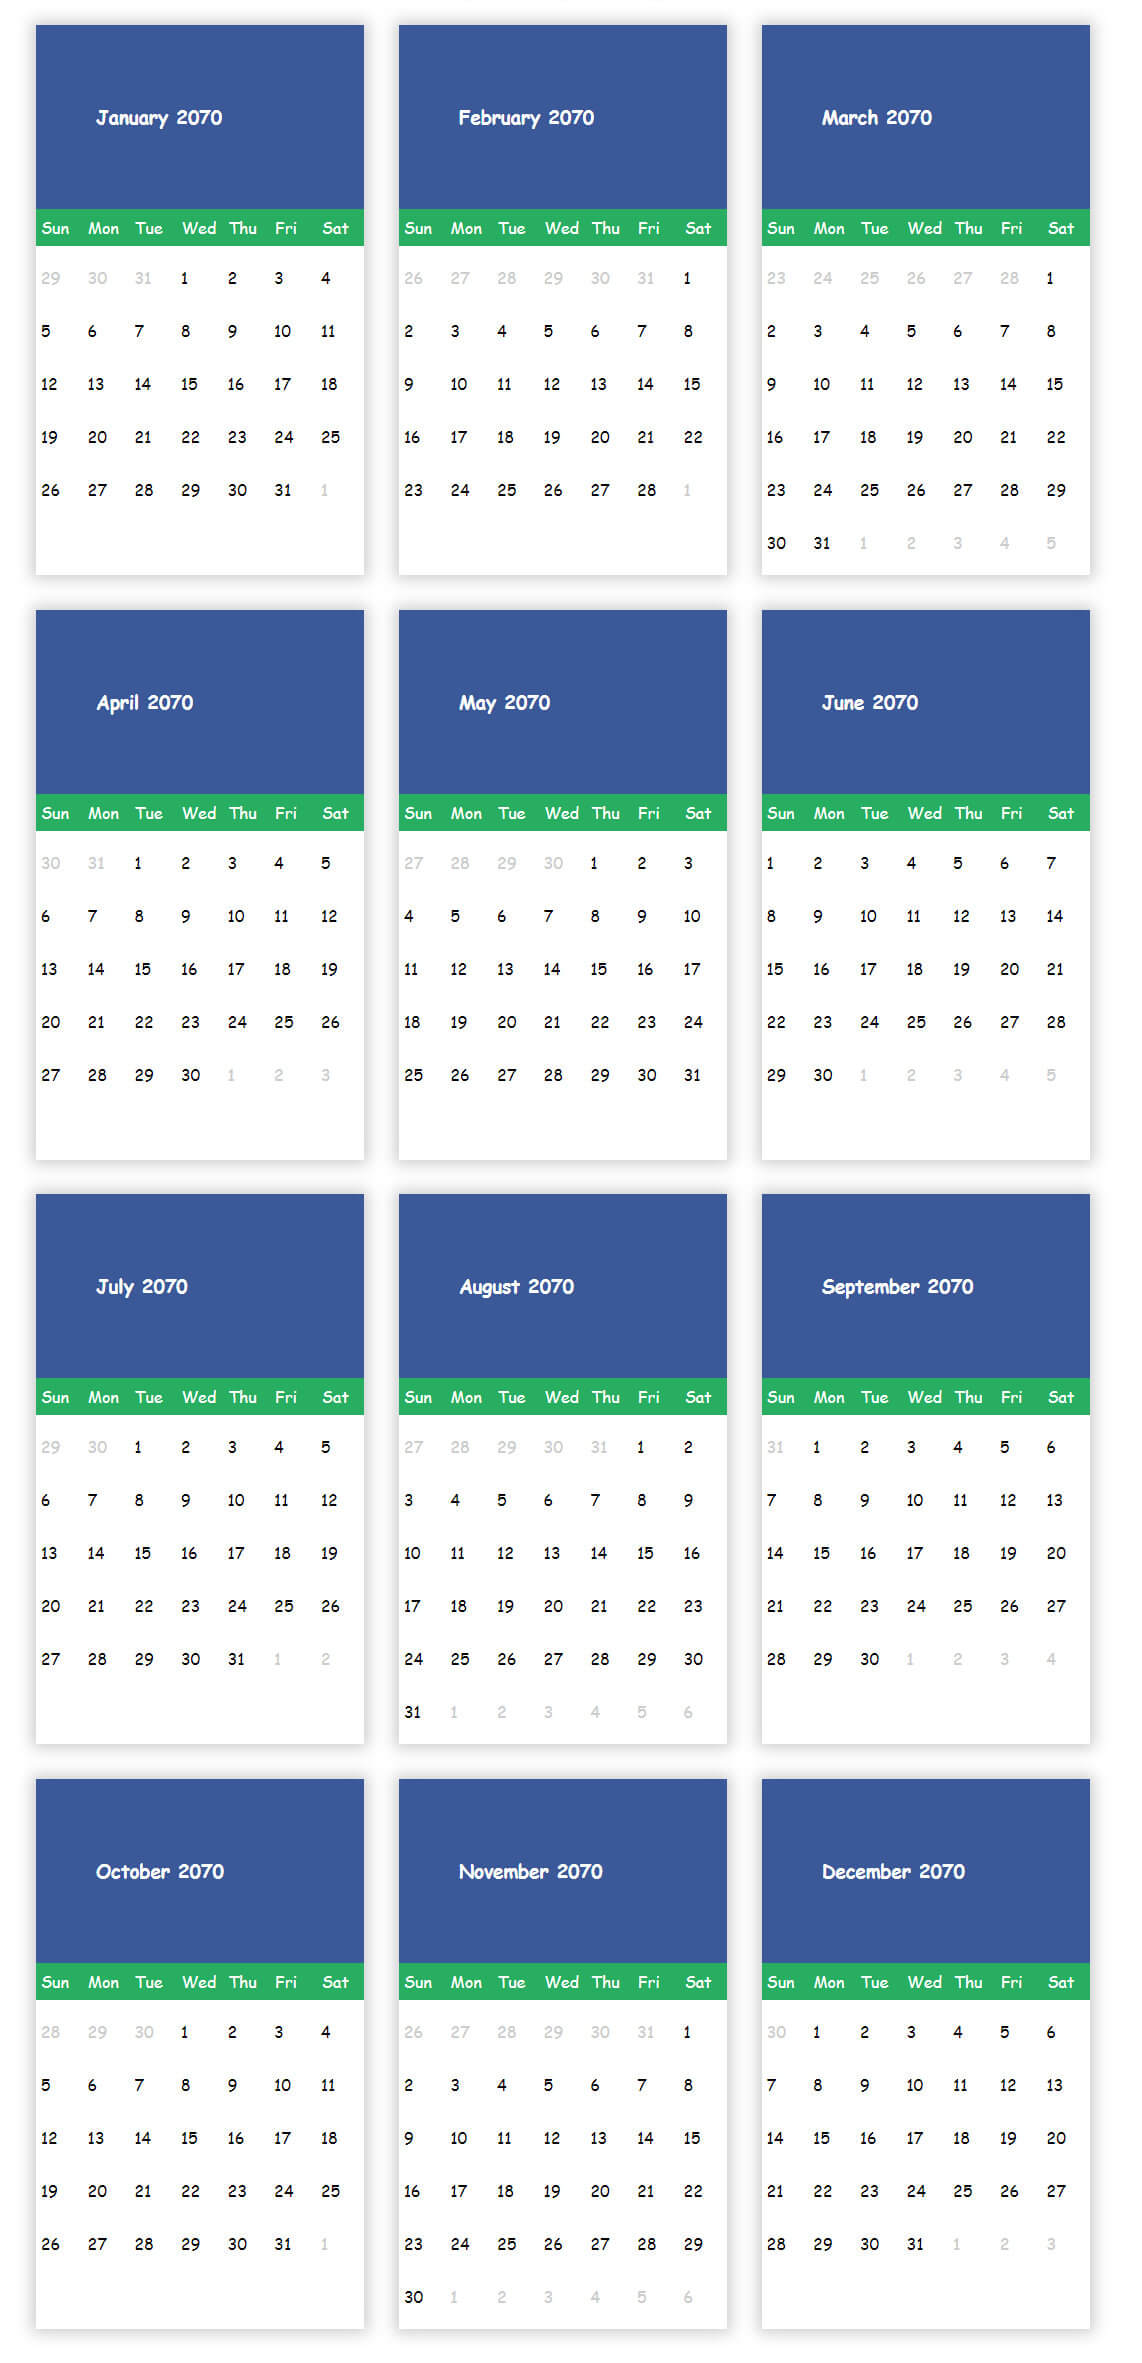 January 2070
Sun Mon Tue Wed Thu Fri Sat
29 30 31 1 2 3 4
5 6 7 8 9 10 11
12 13 14 15 16 17 18
19 20 21 22 23 24 25
26 27 28 29 30 31 1
February 2070
Sun Mon Tue Wed Thu Fri Sat
26 27 28 29 30 31 1
2 3 4 5 6 7 8
9 10 11 12 13 14 15
16 17 18 19 20 21 22
23 24 25 26 27 28 1
March 2070
Sun Mon Tue Wed Thu Fri Sat
23 24 25 26 27 28 1
2 3 4 5 6 7 8
9 10 11 12 13 14 15
16 17 18 19 20 21 22
23 24 25 26 27 28 29
30 31 1 2 3 4 5
April 2070
Sun Mon Tue Wed Thu Fri Sat
30 31 1 2 3 4 5
6 7 8 9 10 11 12
13 14 15 16 17 18 19
20 21 22 23 24 25 26
27 28 29 30 1 2 3
May 2070
Sun Mon Tue Wed Thu Fri Sat
27 28 29 30 1 2 3
4 5 6 7 8 9 10
11 12 13 14 15 16 17
18 19 20 21 22 23 24
25 26 27 28 29 30 31
June 2070
Sun Mon Tue Wed Thu Fri Sat
1 2 3 4 5 6 7
8 9 10 11 12 13 14
15 16 17 18 19 20 21
22 23 24 25 26 27 28
29 30 1 2 3 4 5
July 2070
Sun Mon Tue Wed Thu Fri Sat
29 30 1 2 3 4 5
6 7 8 9 10 11 12
13 14 15 16 17 18 19
20 21 22 23 24 25 26
27 28 29 30 31 1 2
August 2070
Sun Mon Tue Wed Thu Fri Sat
27 28 29 30 31 1 2
3 4 5 6 7 8 9
10 11 12 13 14 15 16
17 18 19 20 21 22 23
24 25 26 27 28 29 30
31 1 2 3 4 5 6
September 2070
Sun Mon Tue Wed Thu Fri Sat
31 1 2 3 4 5 6
7 8 9 10 11 12 13
14 15 16 17 18 19 20
21 22 23 24 25 26 27
28 29 30 1 2 3 4
October 2070
Sun Mon Tue Wed Thu Fri Sat
28 29 30 1 2 3 4
5 6 7 8 9 10 11
12 13 14 15 16 17 18
19 20 21 22 23 24 25
26 27 28 29 30 31 1
November 2070
Sun Mon Tue Wed Thu Fri Sat
26 27 28 29 30 31 1
2 3 4 5 6 7 8
9 10 11 12 13 14 15
16 17 18 19 20 21 22
23 24 25 26 27 28 29
30 1 2 3 4 5 6
December 2070
Sun Mon Tue Wed Thu Fri Sat
30 1 2 3 4 5 6
7 8 9 10 11 12 13
14 15 16 17 18 19 20
21 22 23 24 25 26 27
28 29 30 31 1 2 3